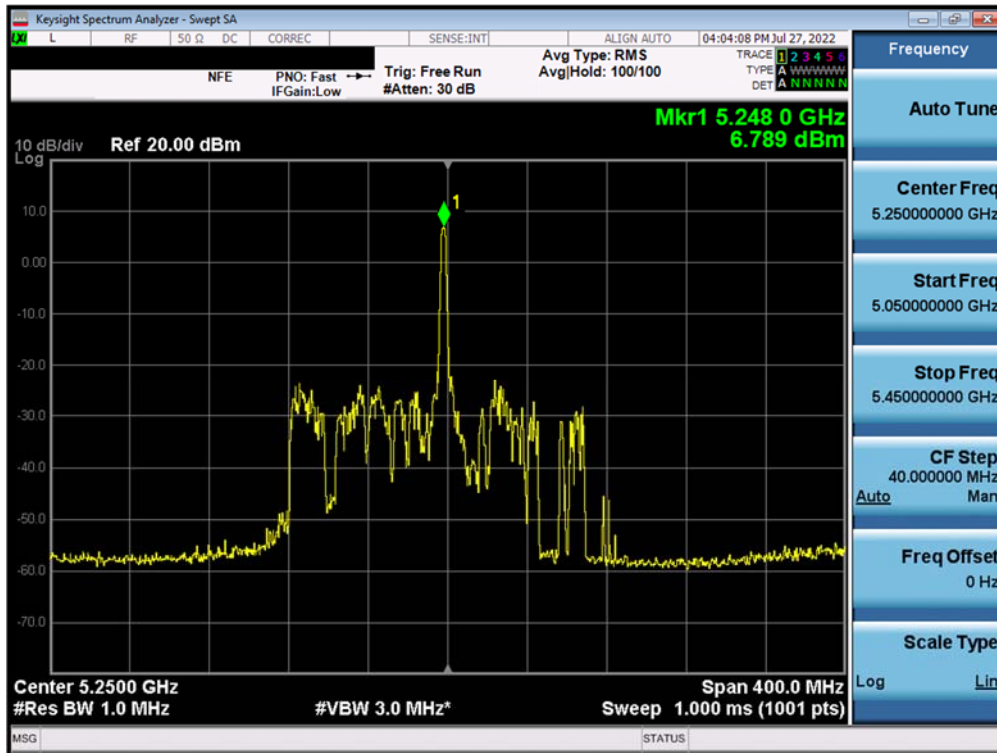 Keysight Spectrum Analyzer - Swept SA
LXI L RF 50 Ω DC CORREC SENSE:INT ALIGN AUTO 04:04:08 PM Jul 27, 2022
NFE PNO: Fast Trig: Free Run Avg Type: RMS TRACE 1 2 3 4 5 6
IFGain:Low #Atten: 30 dB Avg|Hold: 100/100 TYPE A WWWWW
DET A N N N N N
Mkr1 5.248 0 GHz
6.789 dBm
10 dB/div Ref 20.00 dBm
Log
1
10.0
0.00
-10.0
-20.0
-30.0
-40.0
-50.0
-60.0
-70.0
Center 5.2500 GHz Span 400.0 MHz
#Res BW 1.0 MHz #VBW 3.0 MHz* Sweep 1.000 ms (1001 pts)
MSG STATUS
Frequency
Auto Tune
Center Freq
5.250000000 GHz
Start Freq
5.050000000 GHz
Stop Freq
5.450000000 GHz
CF Step
40.000000 MHz
Auto Man
Freq Offset
0 Hz
Scale Type
Log Lin